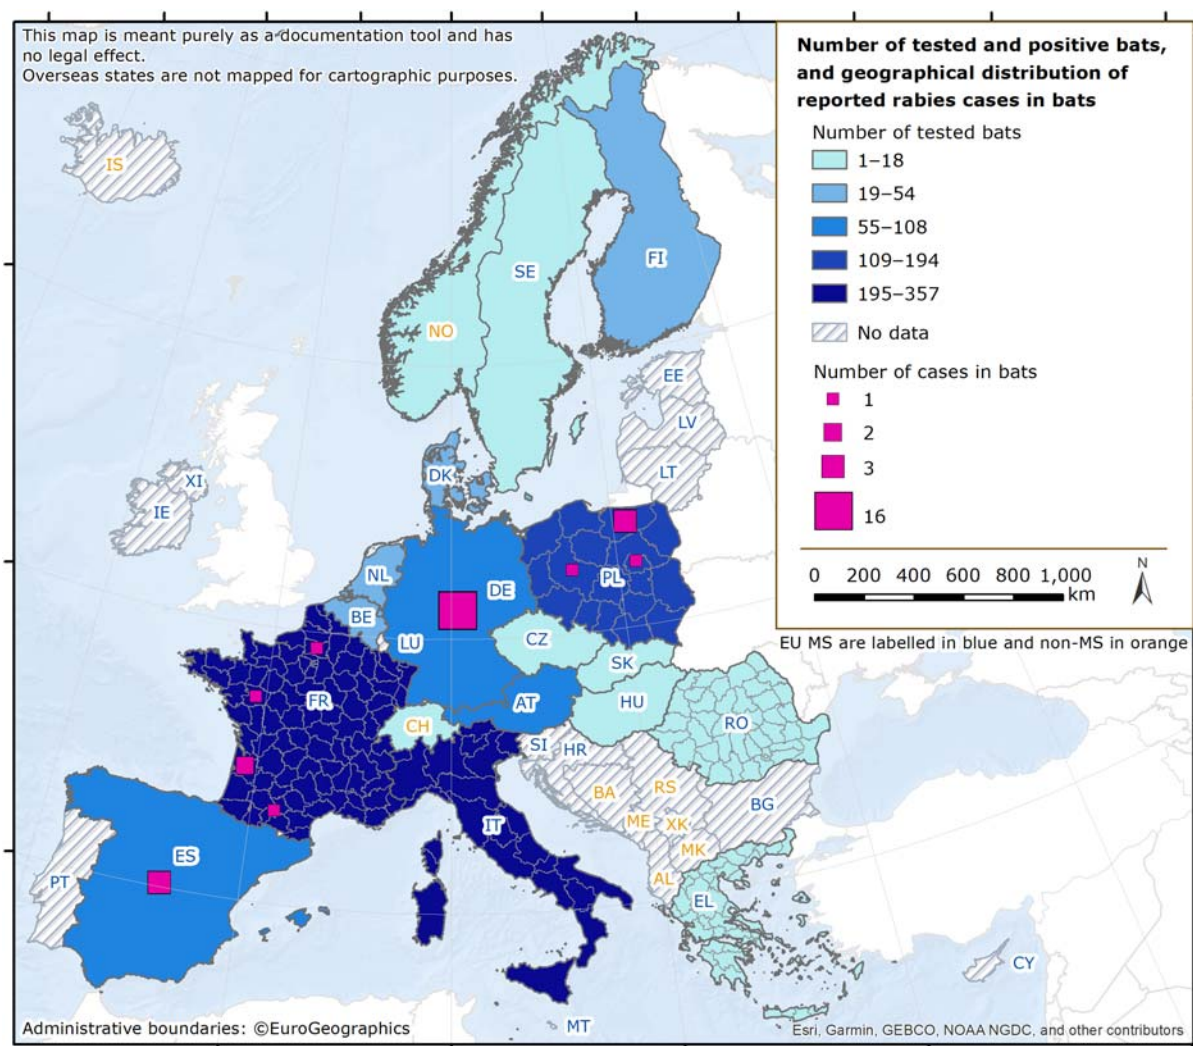 This map is meant purely as a documentation tool and has
no legal effect.
Overseas states are not mapped for cartographic purposes.
Number of tested and positive bats,
and geographical distribution of
reported rabies cases in bats
Number of tested bats
1–18
19–54
55–108
109–194
195–357
No data
Number of cases in bats
1
2
3
16
N
0 200 400 600 800 1,000
km
EU MS are labelled in blue and non-MS in orange
IS
SE
FI
NO
EE
LV
LT
DK
XI
IE
NL
DE
PL
BE
LU
CZ
SK
FR
AT
HU
CH
RO
SI
HR
BA
RS
BG
ME
XK
IT
MK
ES
AL
PT
EL
CY
MT
Administrative boundaries: ©EuroGeographics
Esri, Garmin, GEBCO, NOAA NGDC, and other contributors